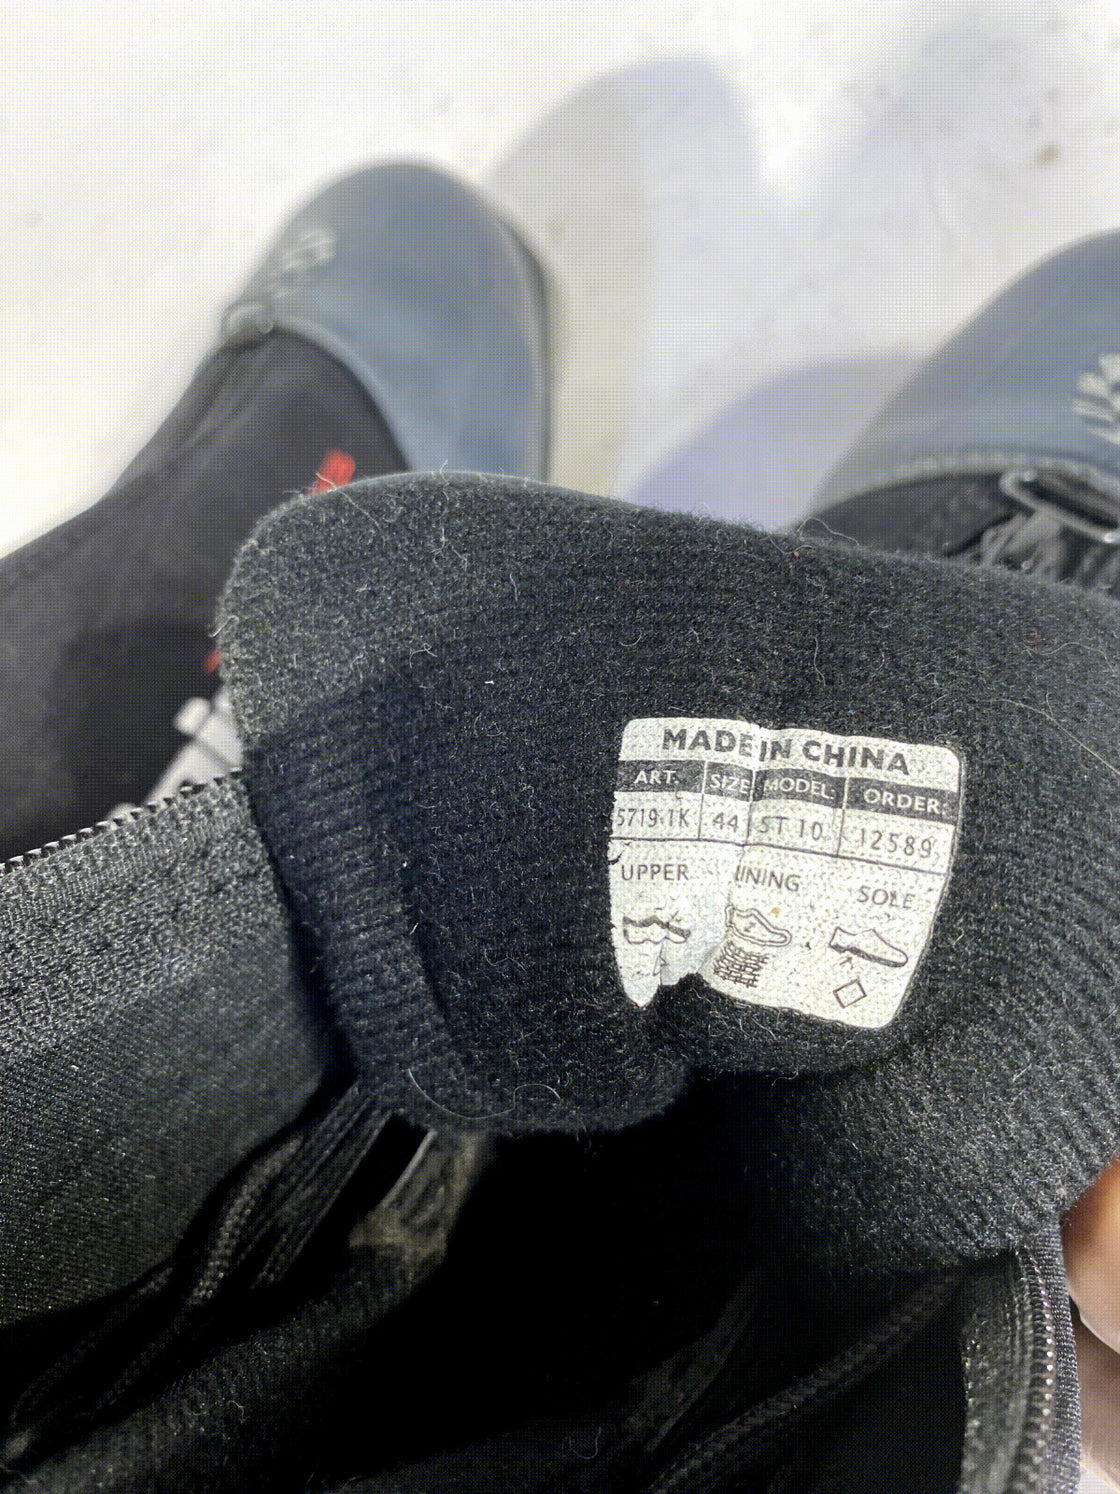 MADE IN CHINA
ART. SIZE MODEL ORDER
5719.1K 44 ST 10 12589
UPPER LINING SOLE